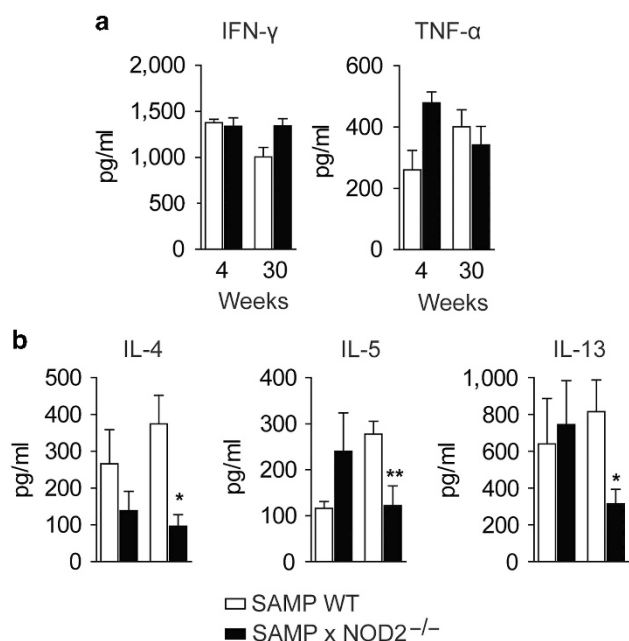 a
IFN-γ
TNF-α
2,000
1,500
1,000
500
0
pg/ml
4 30
Weeks
600
400
200
0
pg/ml
4 30
Weeks
b
IL-4
IL-5
IL-13
500
400
300
200
100
0
pg/ml
*
400
300
200
100
0
pg/ml
**
1,000
800
600
400
200
0
pg/ml
*
SAMP WT
SAMP x NOD2⁻/⁻